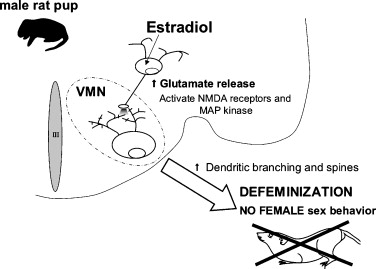 male rat pup
Estradiol
↑ Glutamate release
Activate NMDA receptors and
MAP kinase
VMN
III
↑ Dendritic branching and spines
DEFEMINIZATION
NO FEMALE sex behavior